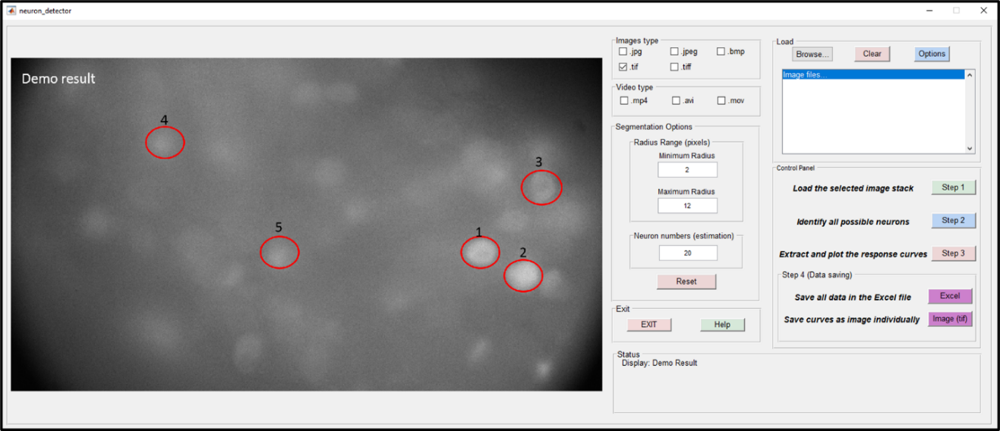 neuron_detector
Demo result
4
3
5
1
2
Images type
.jpg
.jpeg
.bmp
.tif
.tiff
Video type
.mp4
.avi
.mov
Segmentation Options
Radius Range (pixels)
Minimum Radius
2
Maximum Radius
12
Neuron numbers (estimation)
20
Reset
Exit
EXIT
Help
Load
Browse...
Clear
Options
Image files...
Control Panel
Load the selected image stack
Step 1
Identify all possible neurons
Step 2
Extract and plot the response curves
Step 3
Step 4 (Data saving)
Save all data in the Excel file
Excel
Save curves as image individually
Image (tif)
Status
Display: Demo Result